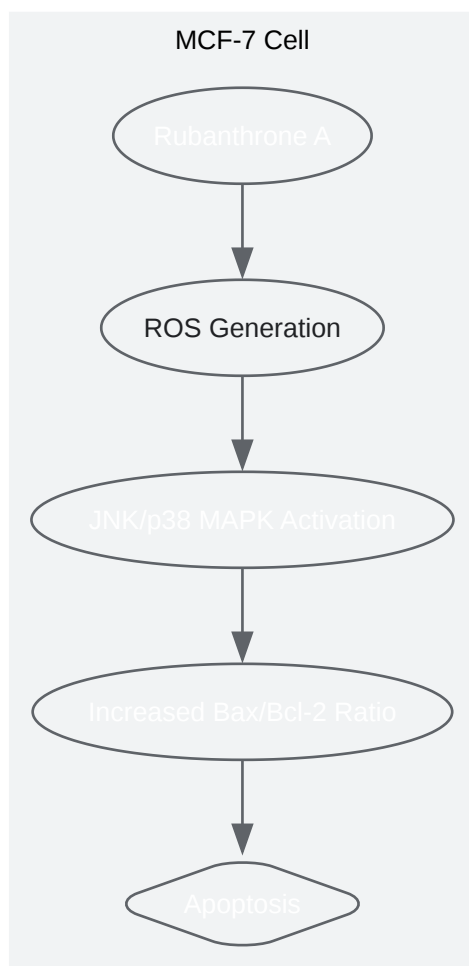 MCF-7 Cell
Rubanthrone A
ROS Generation
JNK/p38 MAPK Activation
Increased Bax/Bcl-2 Ratio
Apoptosis